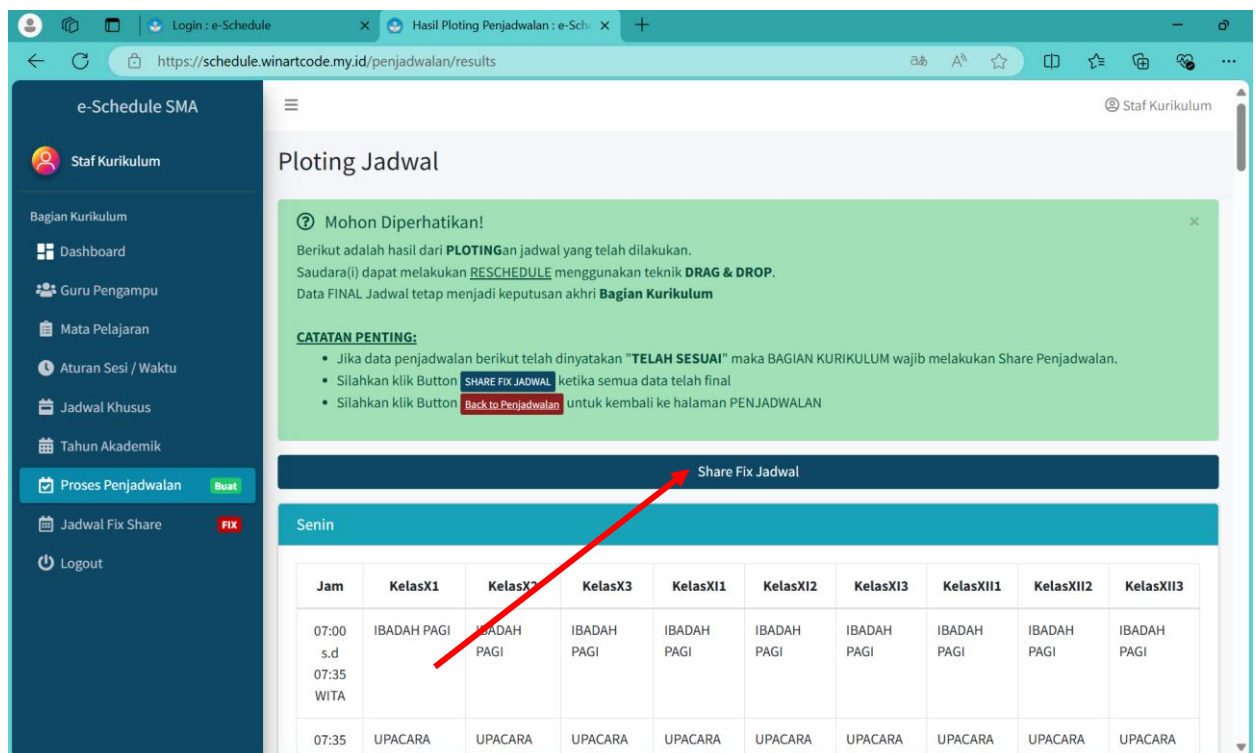 Login : e-Schedule
Hasil Ploting Penjadwalan : e-Sch
https://schedule.winartcode.my.id/penjadwalan/results
e-Schedule SMA
Staf Kurikulum
Staf Kurikulum
Bagian Kurikulum
Dashboard
Guru Pengampu
Mata Pelajaran
Aturan Sesi / Waktu
Jadwal Khusus
Tahun Akademik
Proses Penjadwalan Buat
Jadwal Fix Share FIX
Logout
Ploting Jadwal
Mohon Diperhatikan!
Berikut adalah hasil dari PLOTINGan jadwal yang telah dilakukan.
Saudara(i) dapat melakukan RESCHEDULE menggunakan teknik DRAG & DROP.
Data FINAL Jadwal tetap menjadi keputusan akhri Bagian Kurikulum
CATATAN PENTING:
• Jika data penjadwalan berikut telah dinyatakan "TELAH SESUAI" maka BAGIAN KURIKULUM wajib melakukan Share Penjadwalan.
• Silahkan klik Button SHARE FIX JADWAL ketika semua data telah final
• Silahkan klik Button Back to Penjadwalan untuk kembali ke halaman PENJADWALAN
Share Fix Jadwal
Senin
Jam KelasX1 KelasX2 KelasX3 KelasXI1 KelasXI2 KelasXI3 KelasXII1 KelasXII2 KelasXII3
07:00 IBADAH PAGI IBADAH IBADAH IBADAH IBADAH IBADAH IBADAH IBADAH IBADAH
s.d PAGI PAGI PAGI PAGI PAGI PAGI PAGI PAGI
07:35
WITA
07:35 UPACARA UPACARA UPACARA UPACARA UPACARA UPACARA UPACARA UPACARA UPACARA